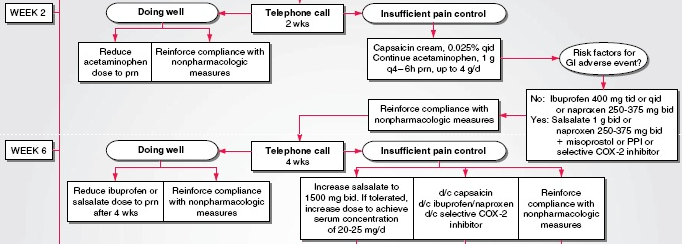 WEEK 2
Doing well
Telephone call
2 wks
Insufficient pain control
Reduce
acetaminophen
dose to prn
Reinforce compliance with
nonpharmacologic
measures
Capsaicin cream, 0.025% qid
Continue acetaminophen, 1 g
q4–6h prn, up to 4 g/d
Risk factors for
GI adverse event?
No: Ibuprofen 400 mg tid or qid
or naproxen 250-375 mg bid
Yes: Salsalate 1 g bid or
naproxen 250-375 mg bid
+ misoprostol or PPI or
selective COX-2 inhibitor
Reinforce compliance with
nonpharmacologic measures
WEEK 6
Doing well
Telephone call
4 wks
Insufficient pain control
Reduce ibuprofen or
salsalate dose to prn
after 4 wks
Reinforce compliance
with nonpharmacologic
measures
Increase salsalate to
1500 mg bid. If tolerated,
increase dose to achieve
serum concentration
of 20-25 mg/d
d/c capsaicin
d/c ibuprofen/naproxen
d/c selective COX-2
inhibitor
Reinforce
compliance with
nonpharmacologic
measures